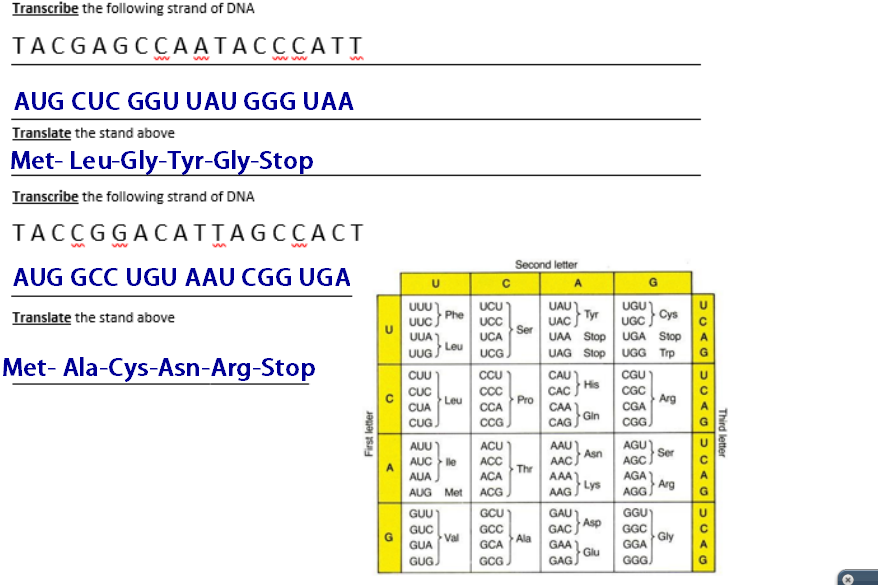 Transcribe the following strand of DNA
T A C G A G C C A A T A C C C A T T
AUG CUC GGU UAU GGG UAA
Translate the stand above
Met- Leu-Gly-Tyr-Gly-Stop
Transcribe the following strand of DNA
T A C C G G A C A T T A G C C A C T
AUG GCC UGU AAU CGG UGA
Translate the stand above
Met- Ala-Cys-Asn-Arg-Stop
Second letter
U C A G
First letter
Third letter
U
UUU UCU UAU UGU U
UUC Phe UCC UAC Tyr UGC Cys C
UUA UCA Ser UAA Stop UGA Stop A
UUG Leu UCG UAG Stop UGG Trp G
C
CUU CCU CAU CGU U
CUC CCC CAC His CGC C
CUA Leu CCA Pro CAA CGA Arg A
CUG CCG CAG Gln CGG G
A
AUU ACU AAU AGU U
AUC Ile ACC AAC Asn AGC Ser C
AUA ACA Thr AAA AGA A
AUG Met ACG AAG Lys AGG Arg G
G
GUU GCU GAU GGU U
GUC GCC GAC Asp GGC C
GUA Val GCA Ala GAA GGA Gly A
GUG GCG GAG Glu GGG G